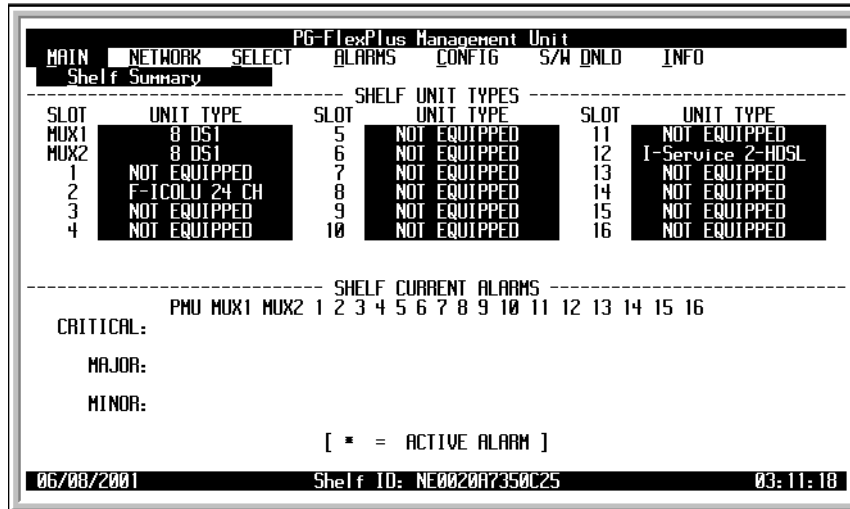 PG-FlexPlus Management Unit
MAIN NETWORK SELECT ALARMS CONFIG S/W DNLD INFO
Shelf Summary
------------------------------ SHELF UNIT TYPES ------------------------------
SLOT UNIT TYPE SLOT UNIT TYPE SLOT UNIT TYPE
MUX1 8 DS1 5 NOT EQUIPPED 11 NOT EQUIPPED
MUX2 8 DS1 6 NOT EQUIPPED 12 I-Service 2-HDSL
1 NOT EQUIPPED 7 NOT EQUIPPED 13 NOT EQUIPPED
2 F-ICOLU 24 CH 8 NOT EQUIPPED 14 NOT EQUIPPED
3 NOT EQUIPPED 9 NOT EQUIPPED 15 NOT EQUIPPED
4 NOT EQUIPPED 10 NOT EQUIPPED 16 NOT EQUIPPED
---------------------------- SHELF CURRENT ALARMS ----------------------------
PMU MUX1 MUX2 1 2 3 4 5 6 7 8 9 10 11 12 13 14 15 16
CRITICAL:
MAJOR:
MINOR:
[ * = ACTIVE ALARM ]
06/08/2001 Shelf ID: NE0020A7350C25 03:11:18